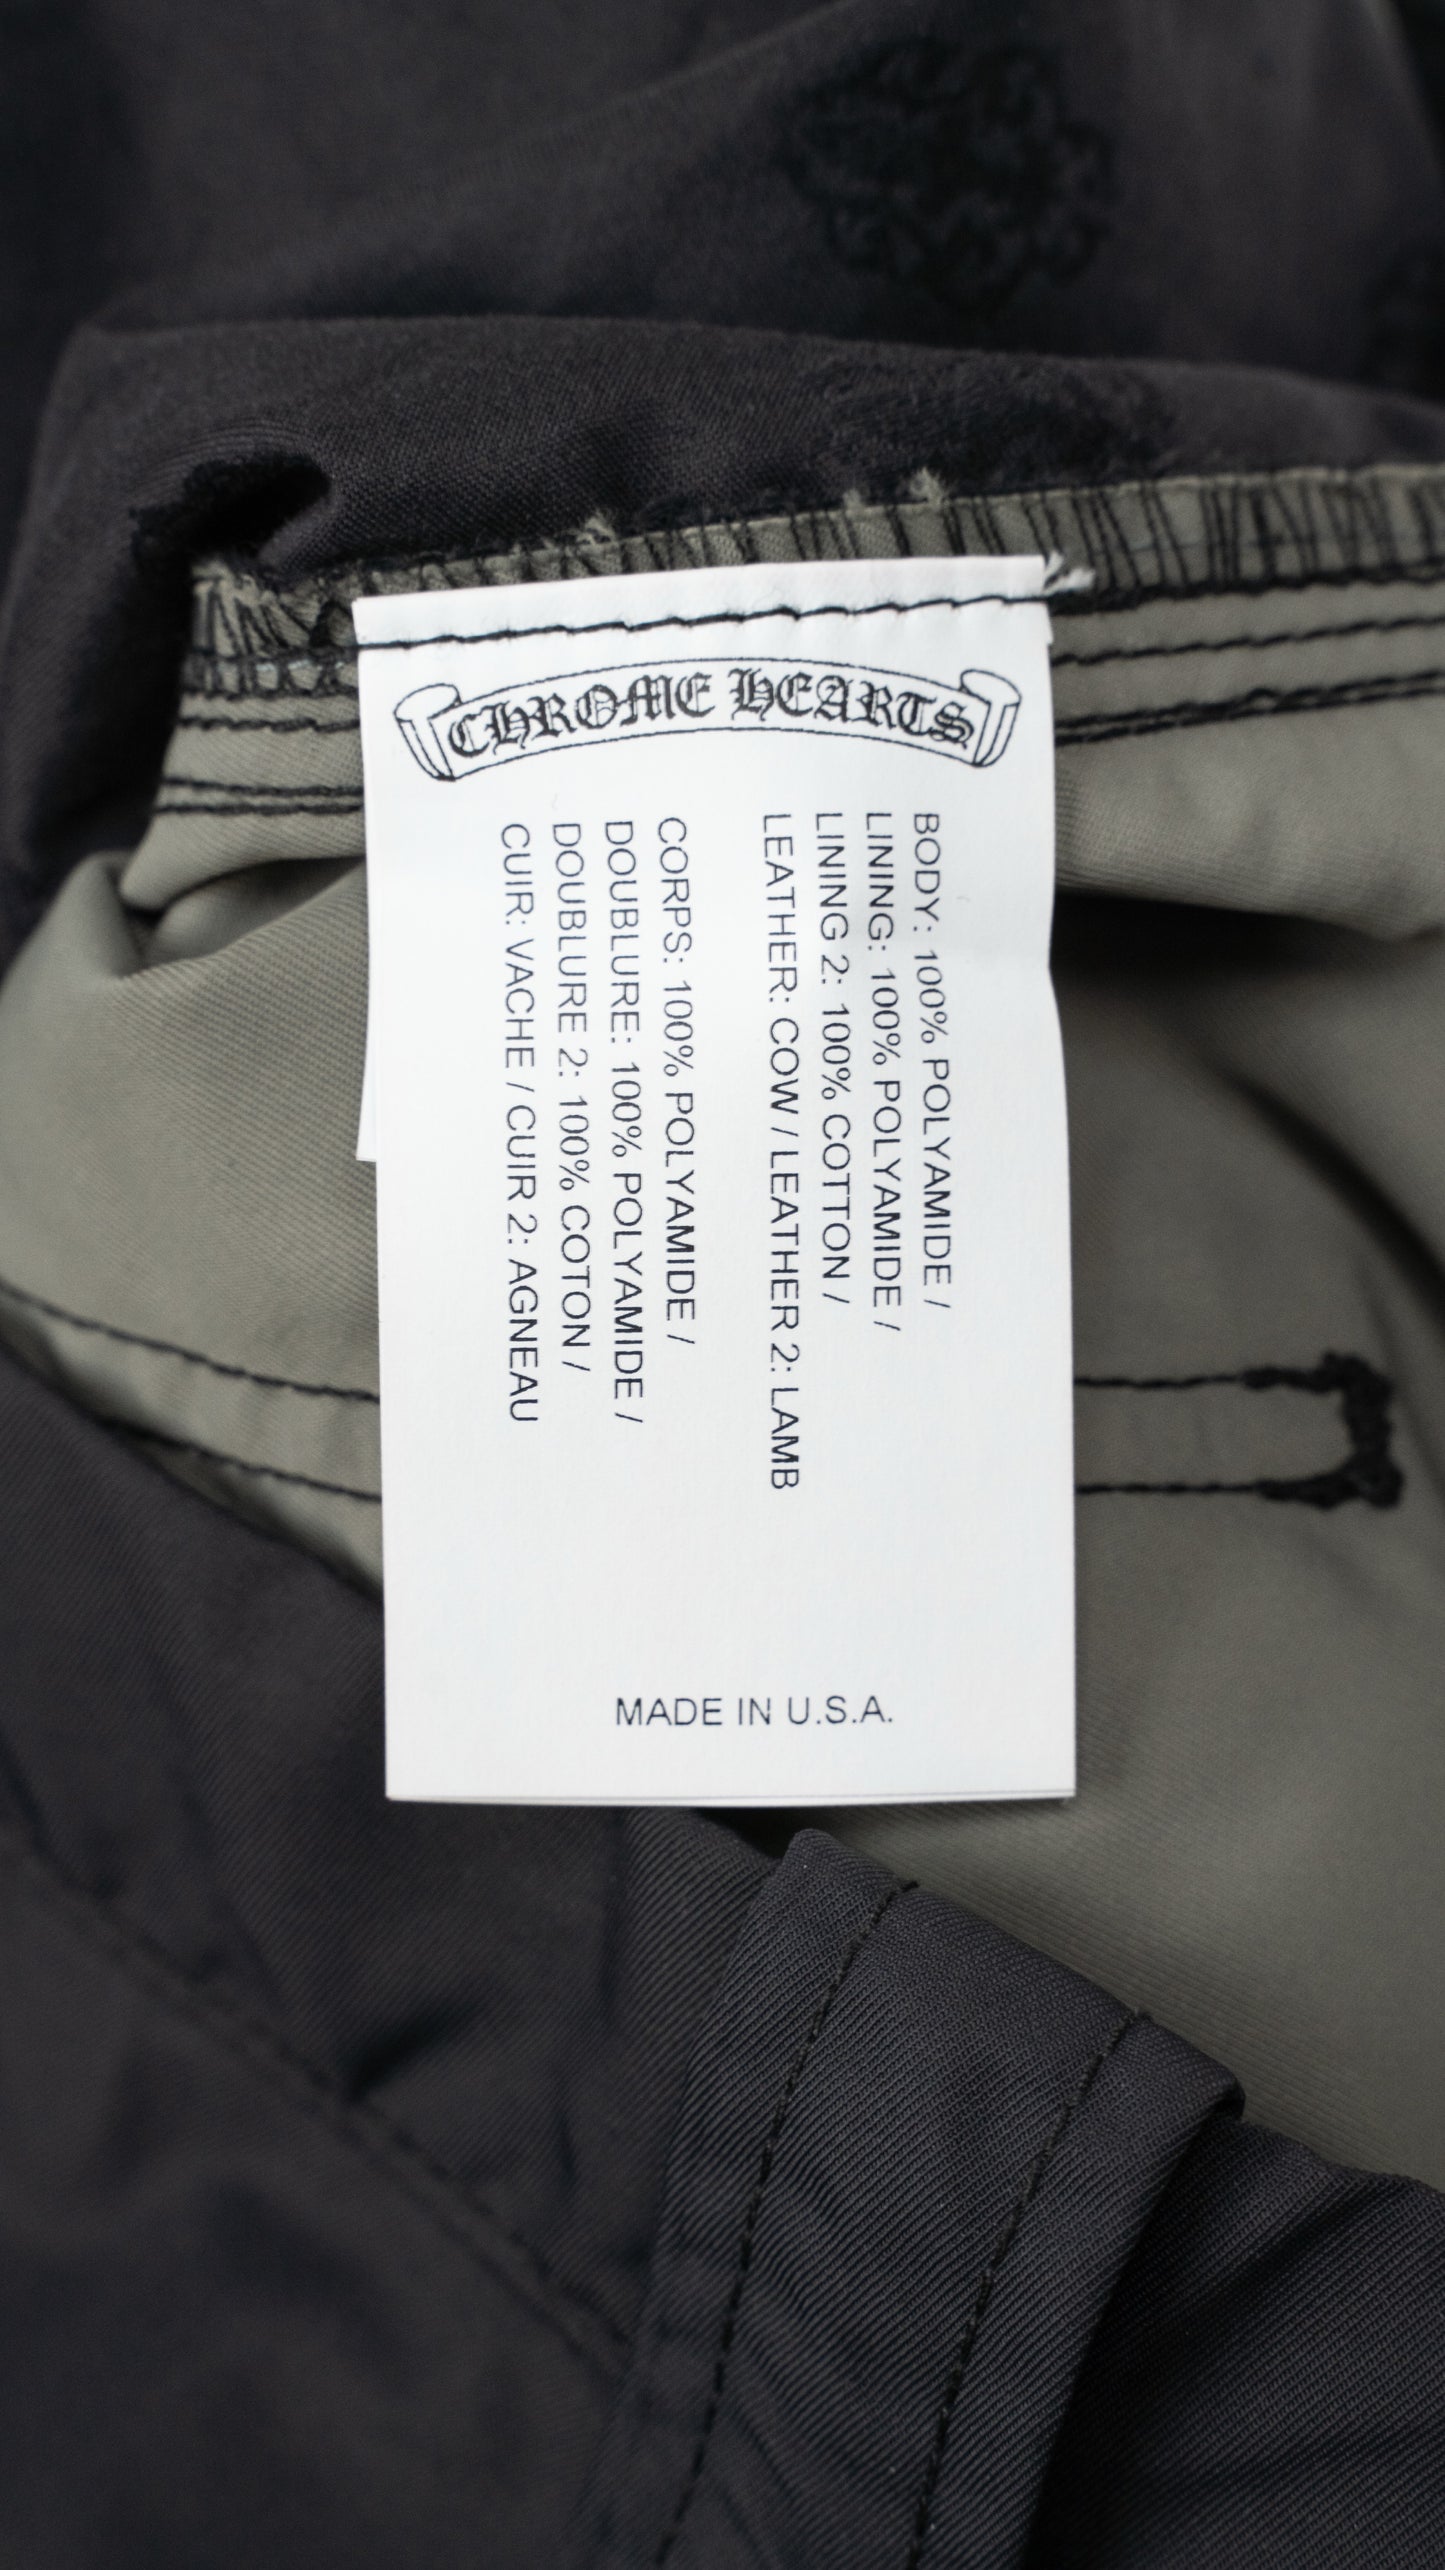 CHROME HEARTS
BODY: 100% POLYAMIDE /
LINING: 100% POLYAMIDE /
LINING 2: 100% COTTON /
LEATHER: COW / LEATHER 2: LAMB
CORPS: 100% POLYAMIDE /
DOUBLURE: 100% POLYAMIDE /
DOUBLURE 2: 100% COTON /
CUIR: VACHE / CUIR 2: AGNEAU
MADE IN U.S.A.